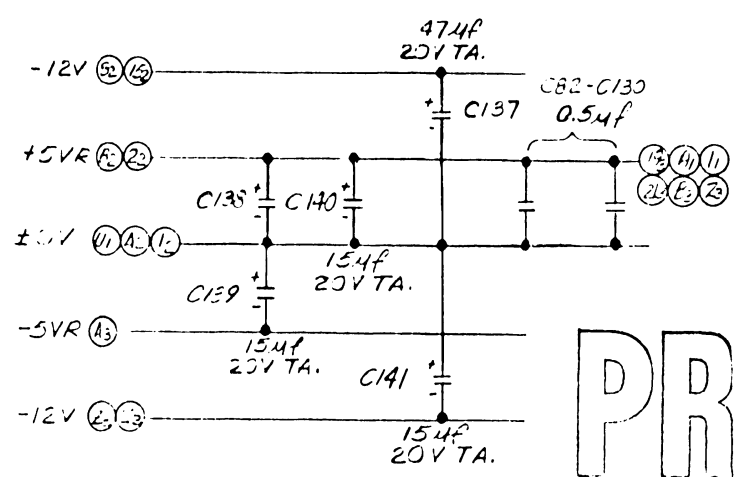 47µf
20V TA.
-12V
C82-C130
C137
0.5µf
+5VR
C138 C140
15µf
20V TA.
C139
-5VR A3
15µf
20V TA.
C141
-12V
15µf
20V TA.
PR